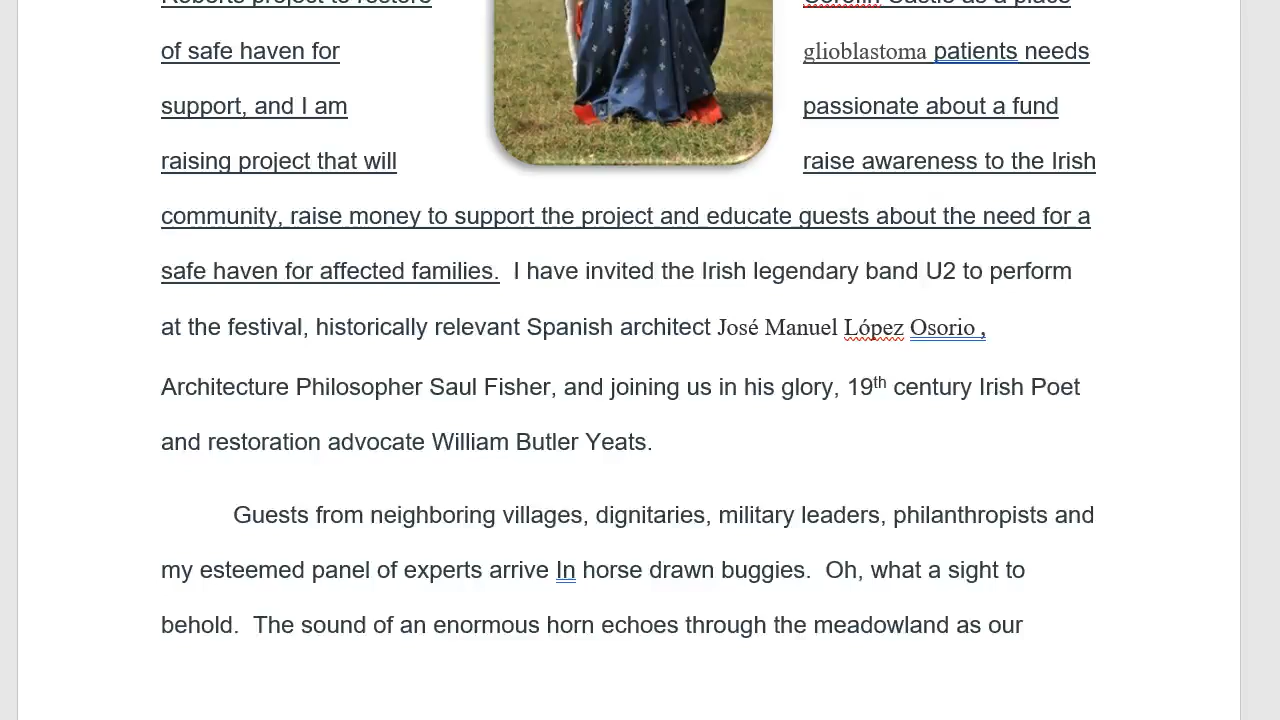 of safe haven for glioblastoma patients needs
support, and I am passionate about a fund
raising project that will raise awareness to the Irish
community, raise money to support the project and educate guests about the need for a
safe haven for affected families.  I have invited the Irish legendary band U2 to perform
at the festival, historically relevant Spanish architect José Manuel López Osorio ,
Architecture Philosopher Saul Fisher, and joining us in his glory, 19th century Irish Poet
and restoration advocate William Butler Yeats.
Guests from neighboring villages, dignitaries, military leaders, philanthropists and
my esteemed panel of experts arrive In horse drawn buggies.  Oh, what a sight to
behold.  The sound of an enormous horn echoes through the meadowland as our